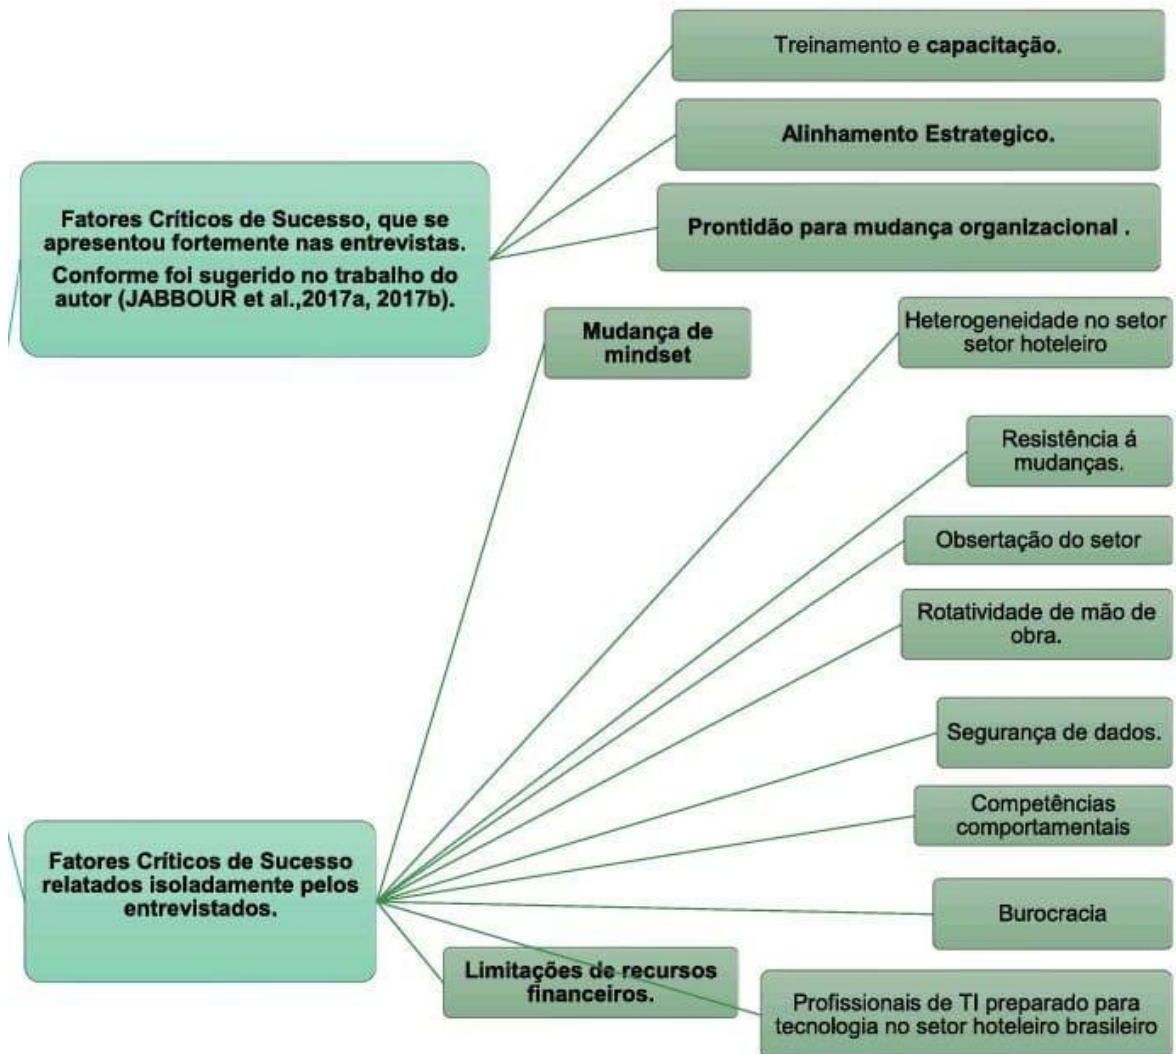 Treinamento e capacitação.
Alinhamento Estrategico.
Prontidão para mudança organizacional .
Fatores Críticos de Sucesso, que se
apresentou fortemente nas entrevistas.
Conforme foi sugerido no trabalho do
autor (JABBOUR et al.,2017a, 2017b).
Mudança de
mindset
Heterogeneidade no setor
setor hoteleiro
Resistência á
mudanças.
Obsertação do setor
Rotatividade de mão de
obra.
Segurança de dados.
Competências
comportamentais
Burocracia
Fatores Críticos de Sucesso
relatados isoladamente pelos
entrevistados.
Limitações de recursos
financeiros.
Profissionais de TI preparado para
tecnologia no setor hoteleiro brasileiro